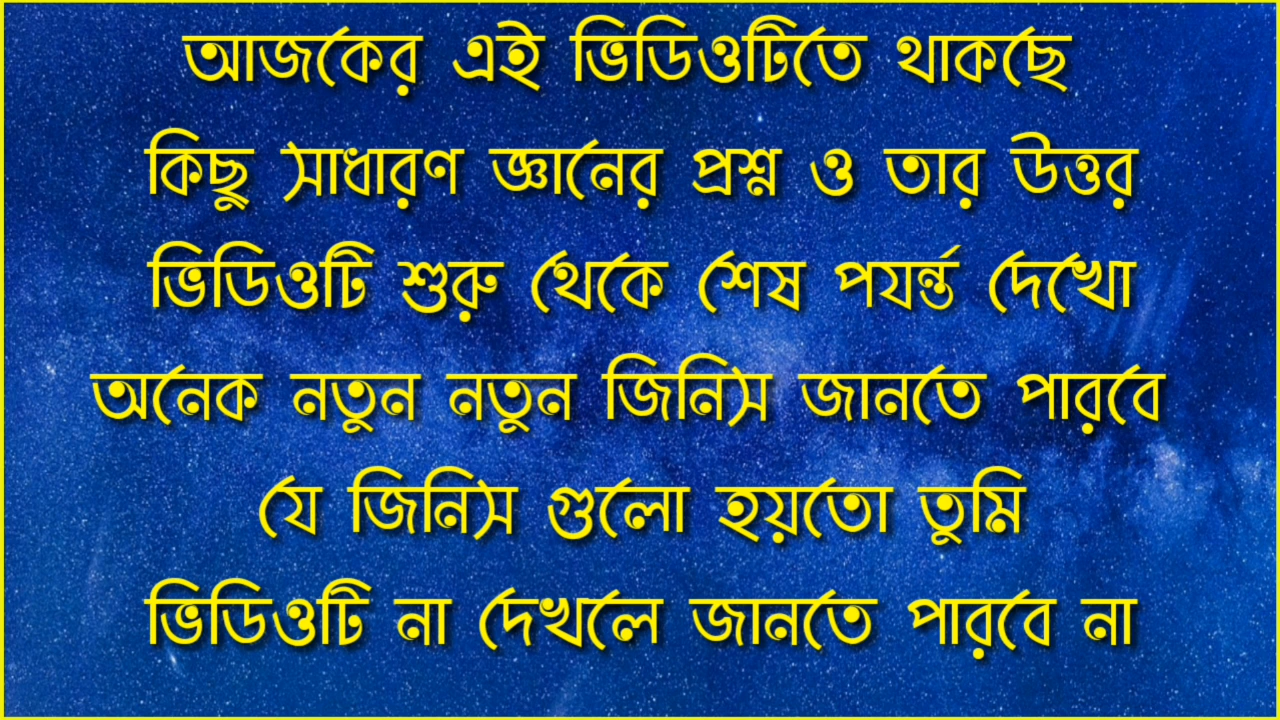 আজকের এই ভিডিওটিতে থাকছে
কিছু সাধারণ জ্ঞানের প্রশ্ন ও তার উত্তর
ভিডিওটি শুরু থেকে শেষ পযর্ন্ত দেখো
অনেক নতুন নতুন জিনিস জানতে পারবে
যে জিনিস গুলো হয়তো তুমি
ভিডিওটি না দেখলে জানতে পারবে না